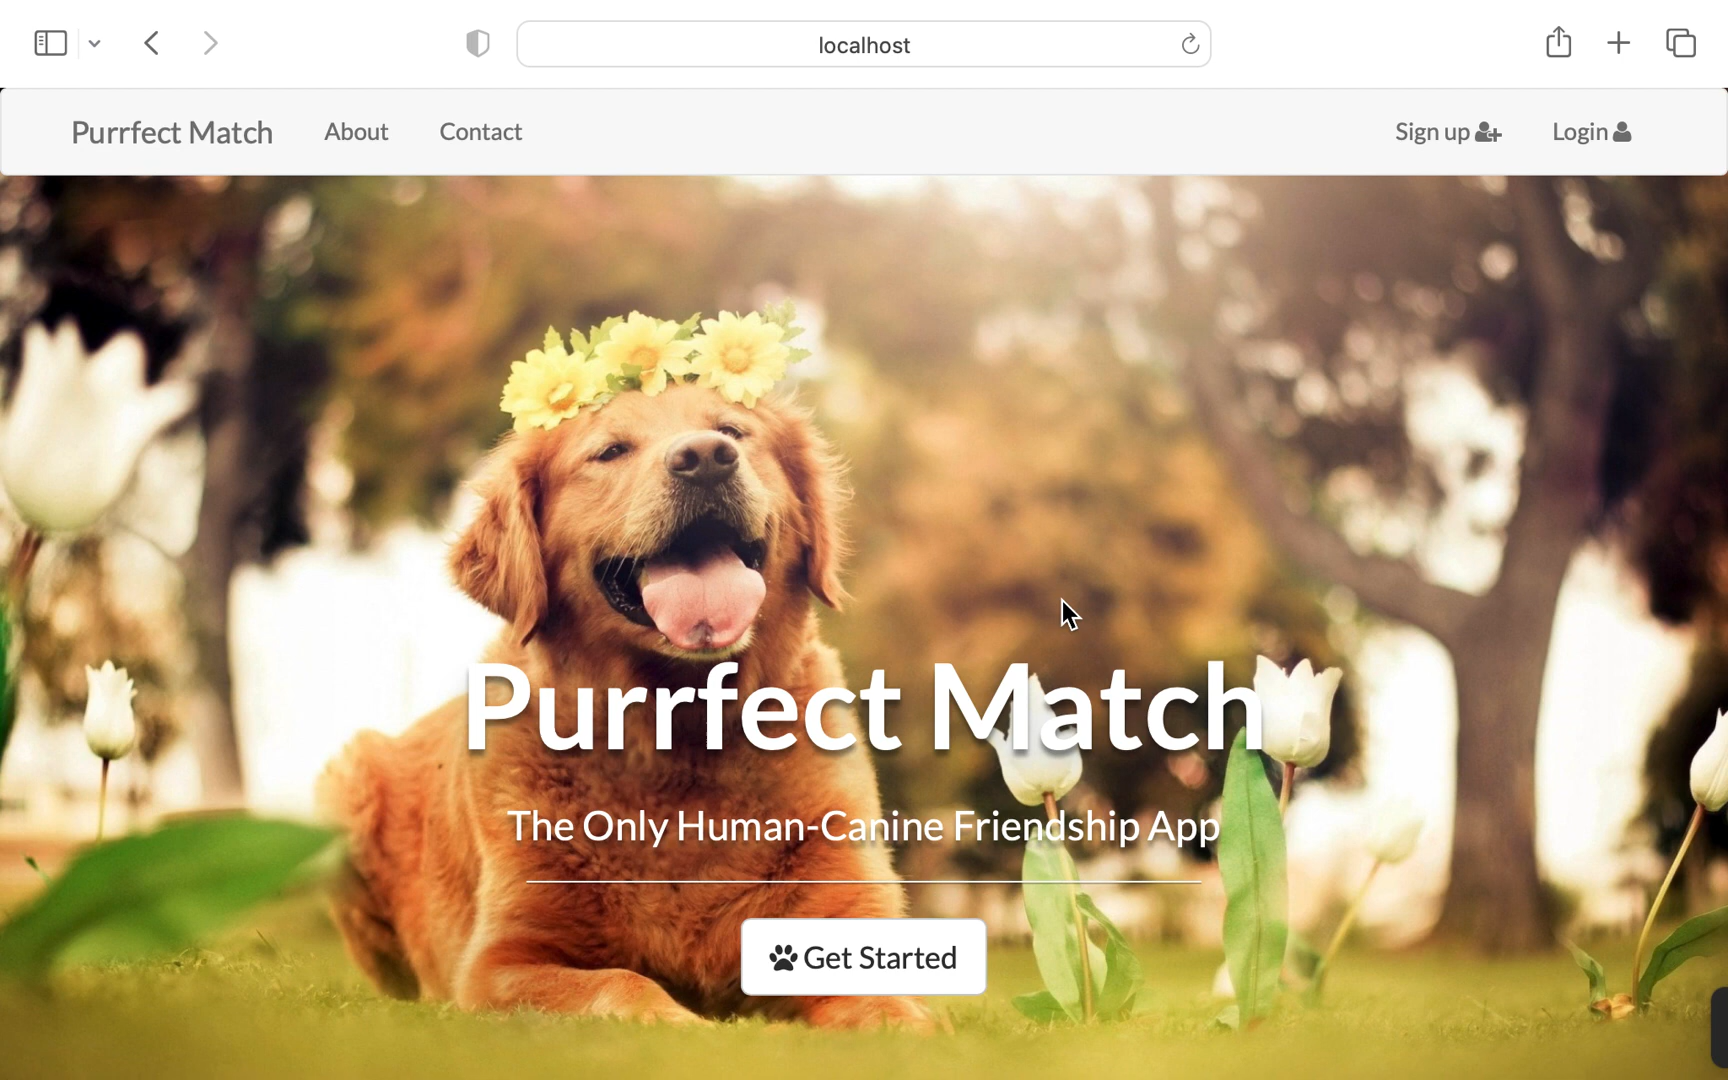 localhost
Purrfect Match About Contact Sign up Login
Purrfect Match
The Only Human-Canine Friendship App
Get Started